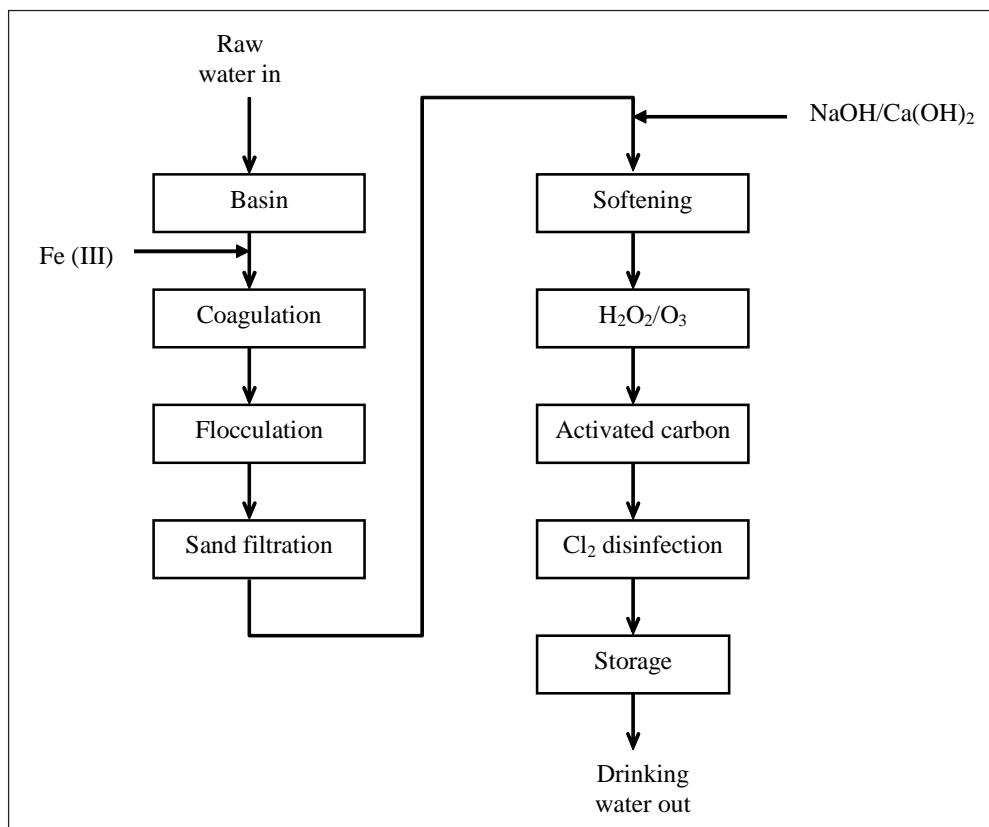 Raw
water in
Basin
Fe (III)
Coagulation
Flocculation
Sand filtration
NaOH/Ca(OH)₂
Softening
H₂O₂/O₃
Activated carbon
Cl₂ disinfection
Storage
Drinking
water out